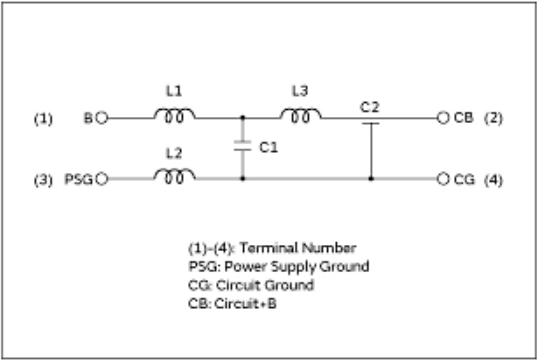 L1 L3
C2
(1) B CB (2)
C1
L2
(3) PSG CG (4)
(1)-(4): Terminal Number
PSG: Power Supply Ground
CG: Circuit Ground
CB: Circuit+B